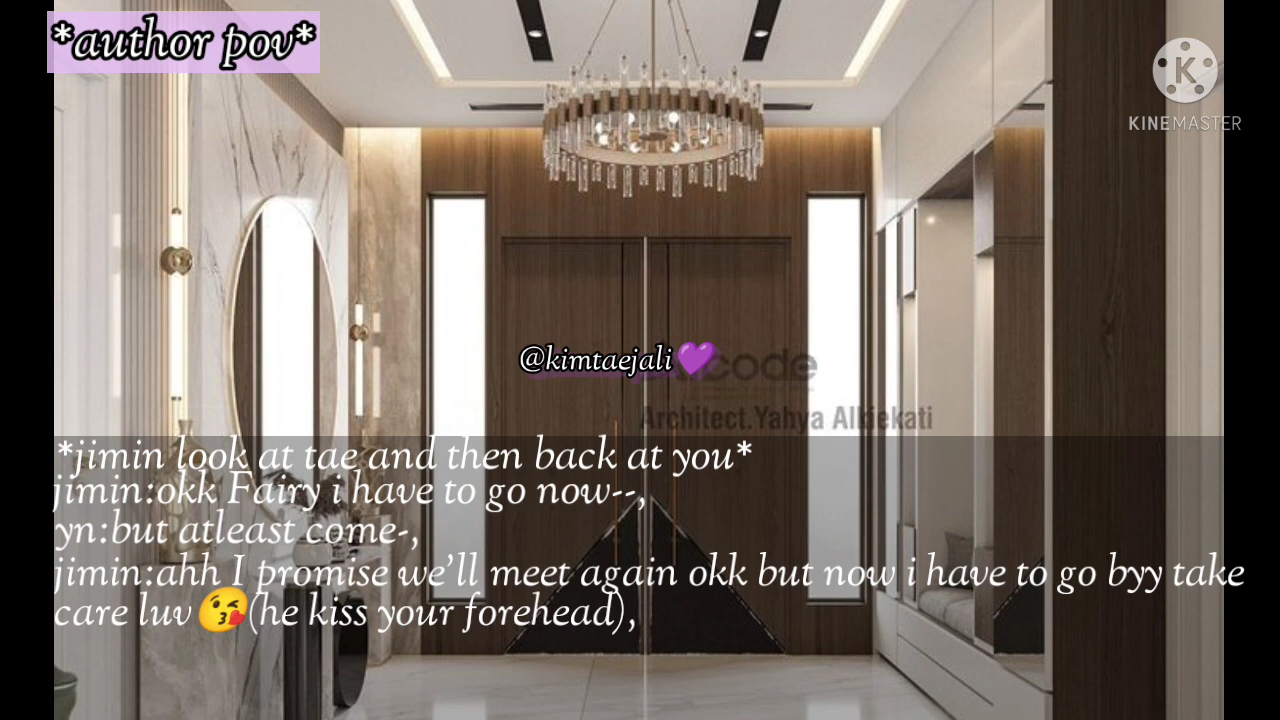 *author pov*
KINEMASTER
@kimtaejali💜
code
Architect.Yahya Alkiekati
*jimin look at tae and then back at you*
jimin:okk Fairy i have to go now--,
yn:but atleast come-,
jimin:ahh I promise we’ll meet again okk but now i have to go byy take
care luv😘(he kiss your forehead),